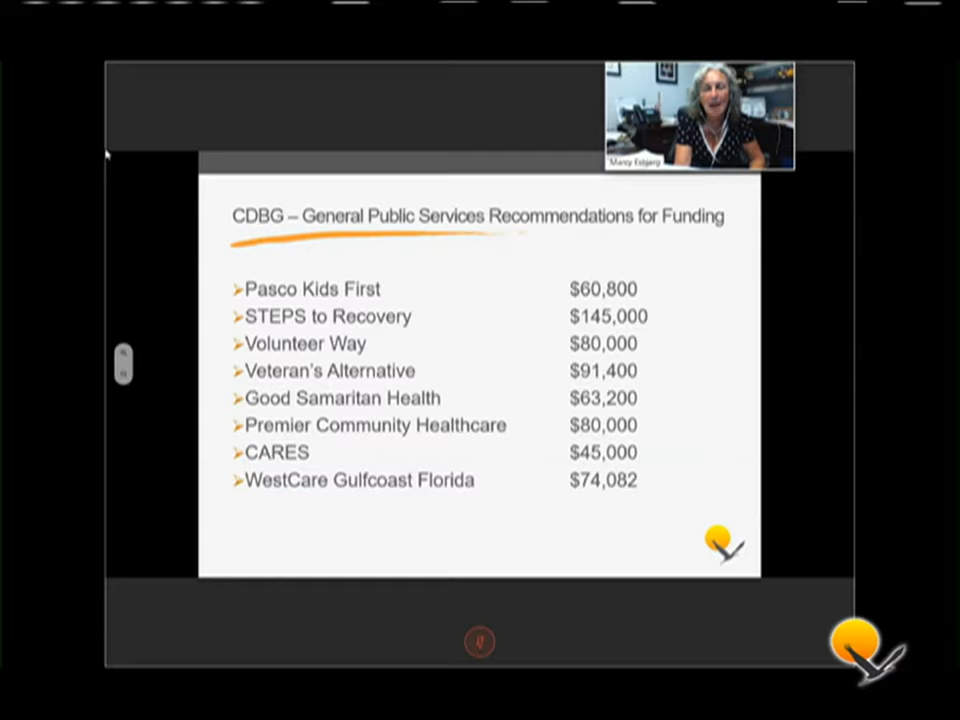 Marcy Esbjerg
CDBG – General Public Services Recommendations for Funding
➢Pasco Kids First $60,800
➢STEPS to Recovery $145,000
➢Volunteer Way $80,000
➢Veteran's Alternative $91,400
➢Good Samaritan Health $63,200
➢Premier Community Healthcare $80,000
➢CARES $45,000
➢WestCare Gulfcoast Florida $74,082